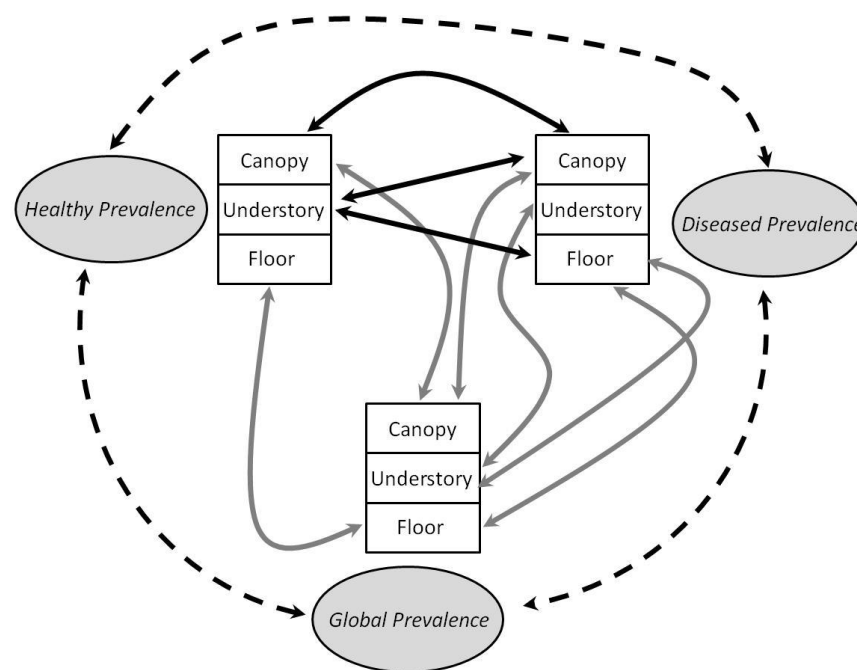 Healthy Prevalence
Canopy
Understory
Floor
Canopy
Understory
Floor
Diseased Prevalence
Canopy
Understory
Floor
Global Prevalence